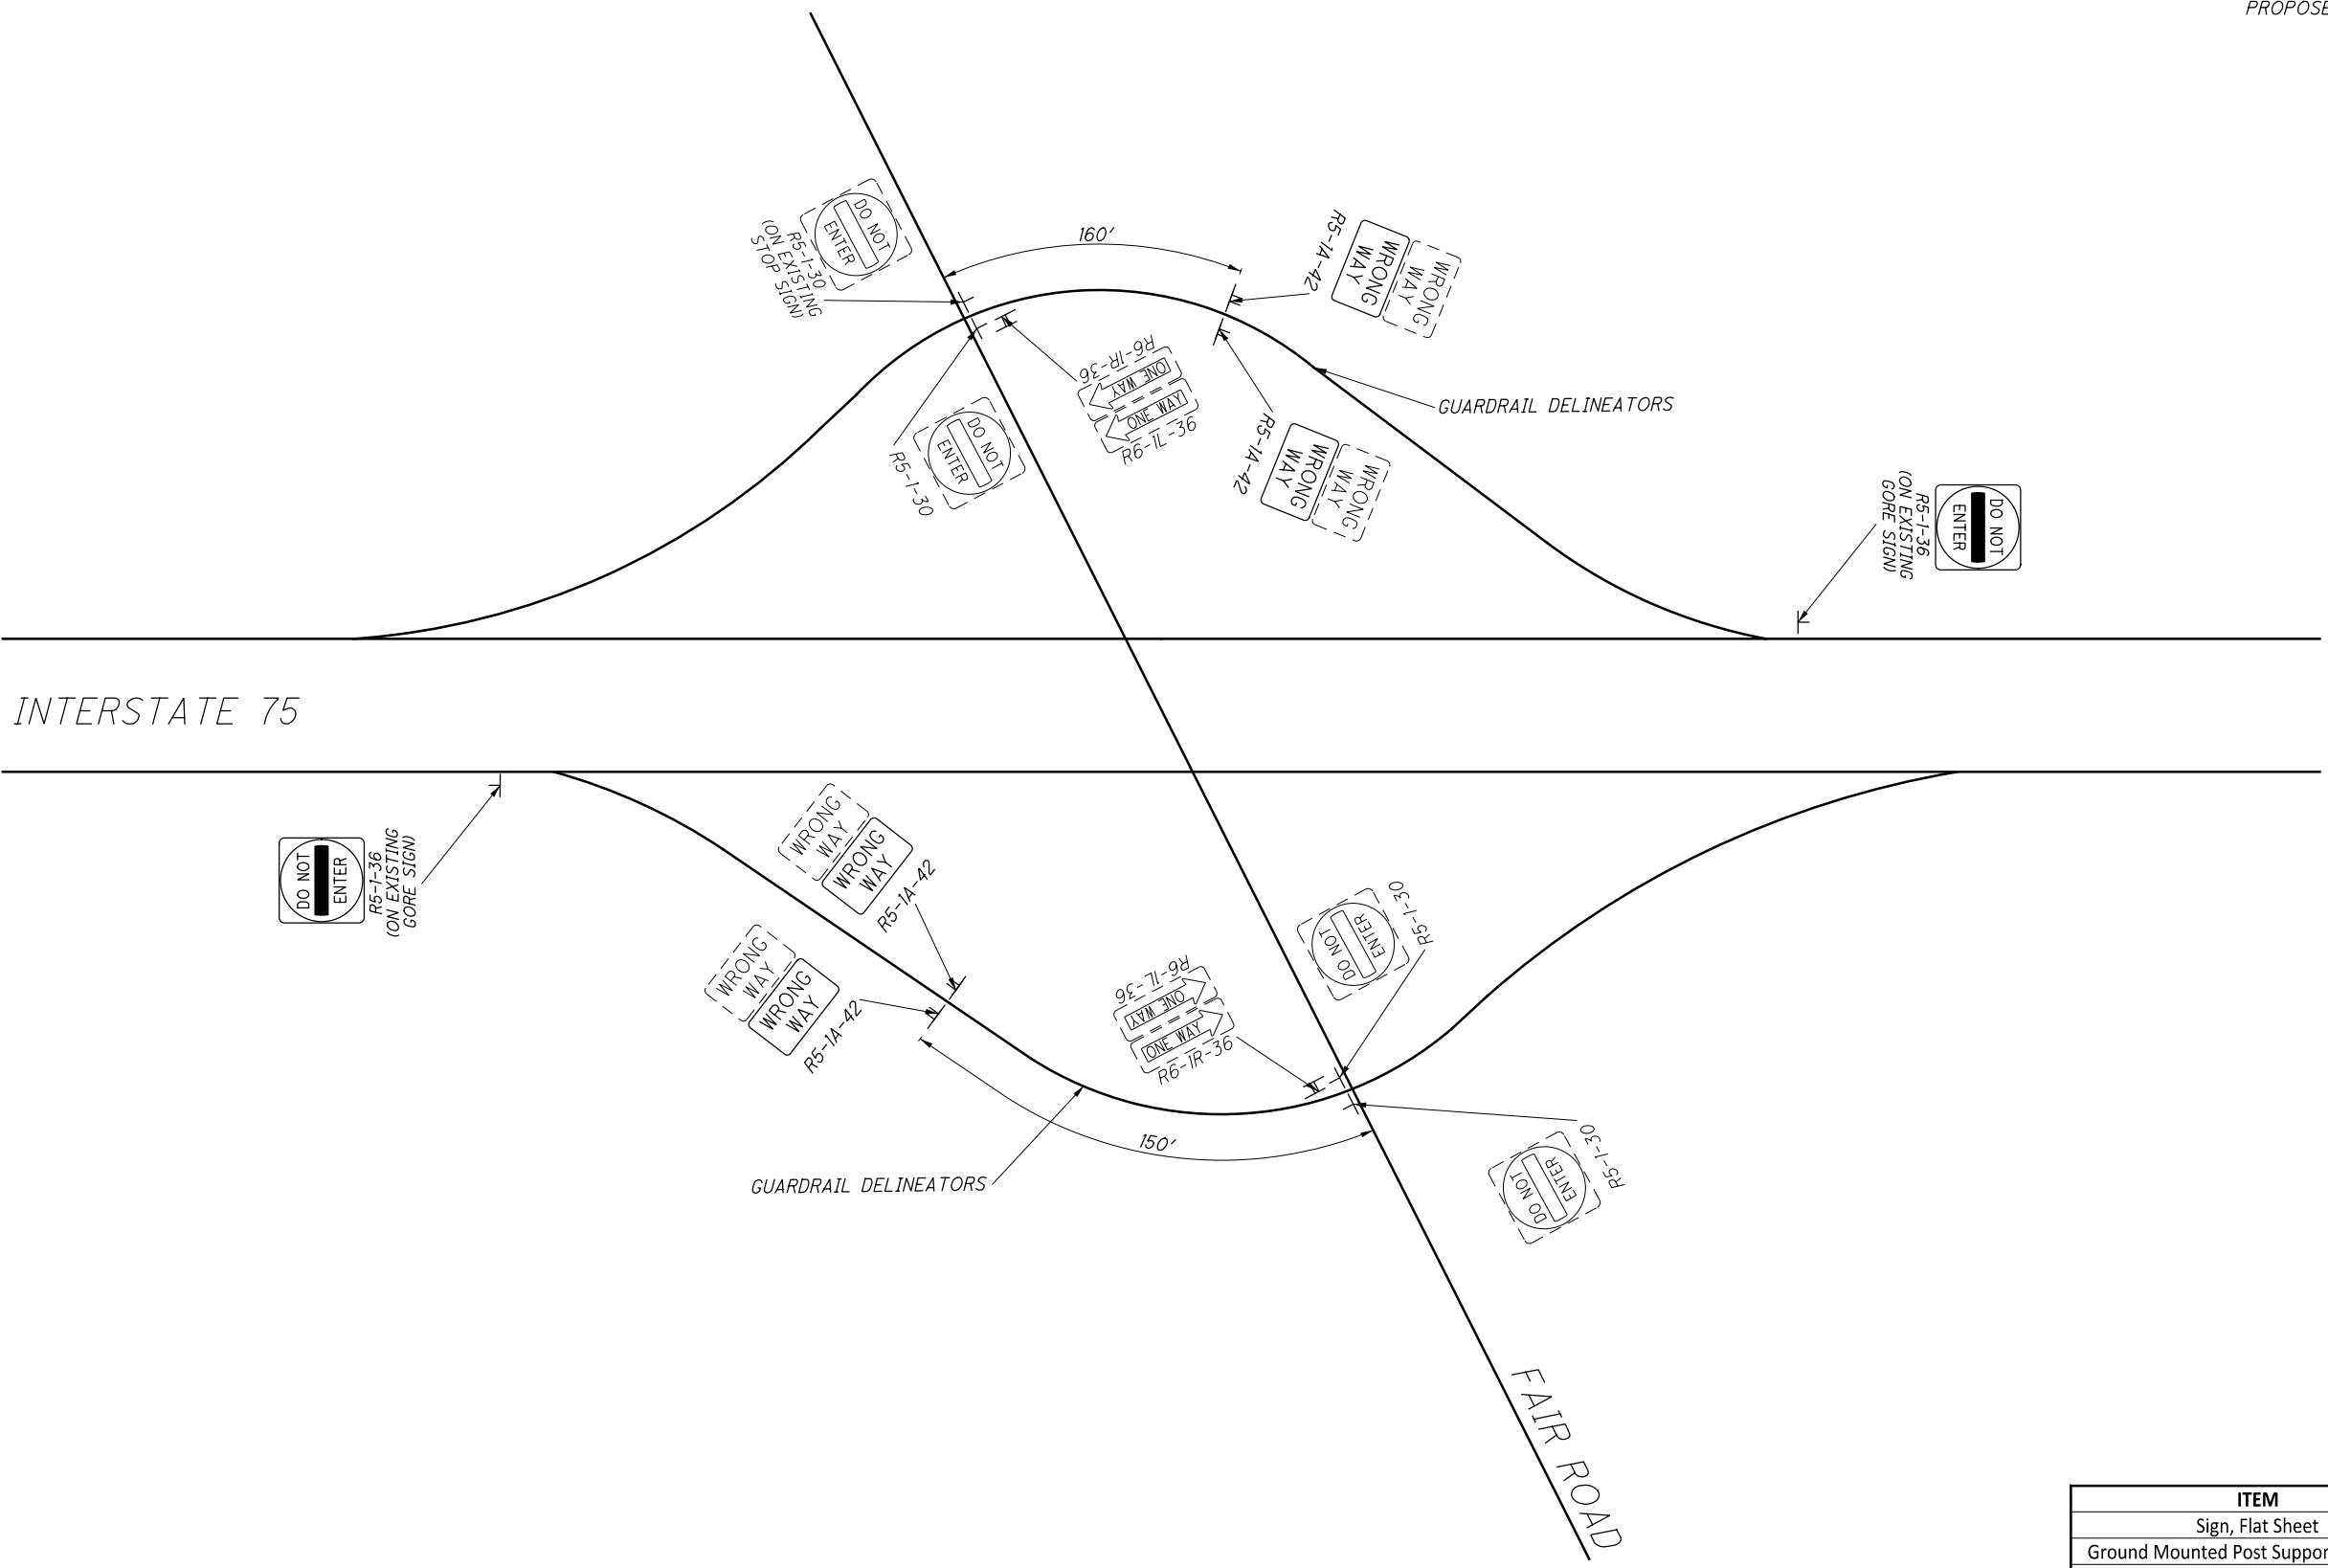 PROPOSE
DO NOT
ENTER
R5-1-30
(ON EXISTING
STOP SIGN)
160'
R5-1A-42
WRONG
WAY
WRONG
WAY
R6-1R-36
ONE WAY
ONE WAY
R6-1L-36
DO NOT
ENTER
R5-1-30
R5-1A-42
WRONG
WAY
WRONG
WAY
GUARDRAIL DELINEATORS
DO NOT
ENTER
R5-1-36
(ON EXISTING
GORE SIGN)
INTERSTATE 75
DO NOT
ENTER
R5-1-36
(ON EXISTING
GORE SIGN)
WRONG
WAY
WRONG
WAY
R5-1A-42
WRONG
WAY
WRONG
WAY
R5-1A-42
R6-1L-36
ONE WAY
ONE WAY
R6-1R-36
DO NOT
ENTER
R5-1-30
DO NOT
ENTER
R5-1-30
150'
GUARDRAIL DELINEATORS
FAIR ROAD
ITEM
Sign, Flat Sheet
Ground Mounted Post Suppor